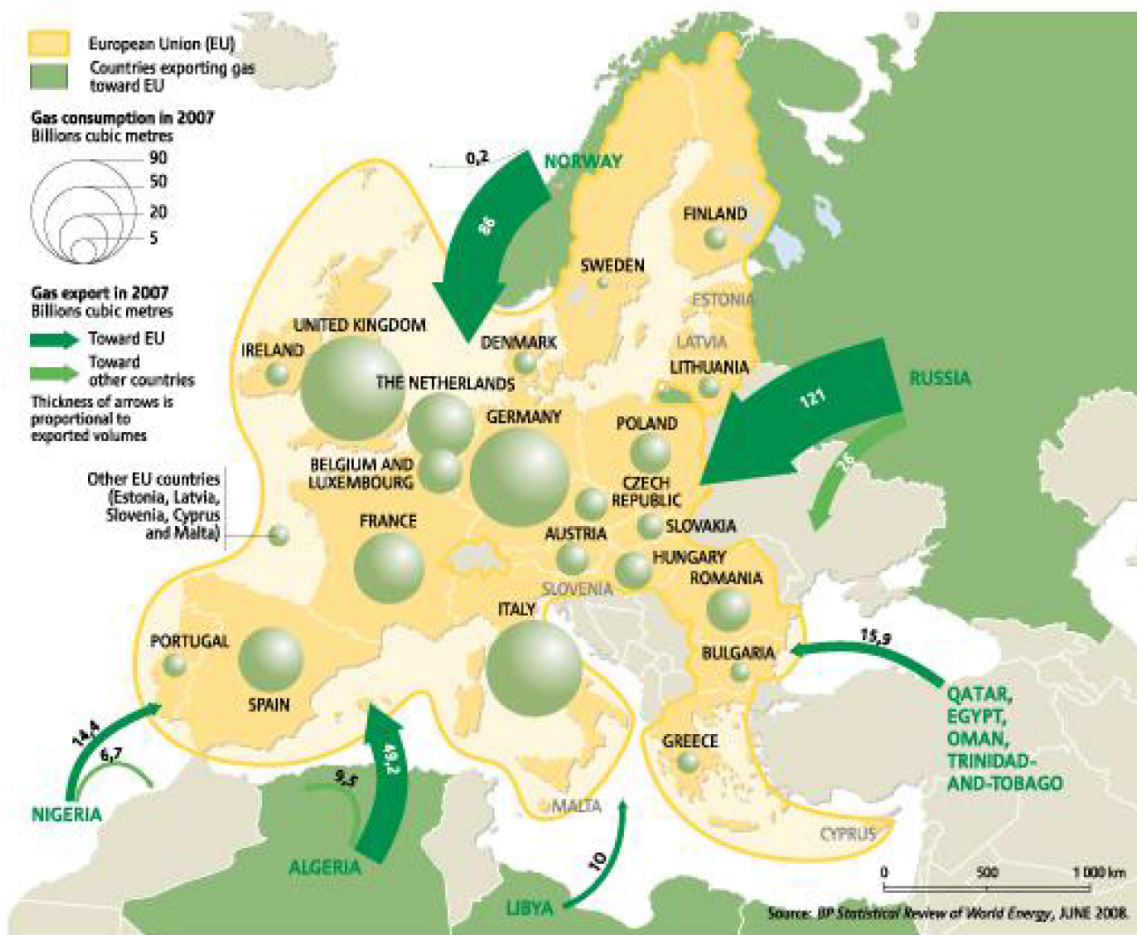 European Union (EU)
Countries exporting gas
toward EU
Gas consumption in 2007
Billions cubic metres
90
50
20
5
Gas export in 2007
Billions cubic metres
Toward EU
Toward
other countries
Thickness of arrows is
proportional to
exported volumes
0,2
NORWAY
86
FINLAND
SWEDEN
ESTONIA
LATVIA
LITHUANIA
UNITED KINGDOM
IRELAND
DENMARK
THE NETHERLANDS
GERMANY
POLAND
121
RUSSIA
26
BELGIUM AND
LUXEMBOURG
CZECH
REPUBLIC
SLOVAKIA
Other EU countries
(Estonia, Latvia,
Slovenia, Cyprus
and Malta)
FRANCE
AUSTRIA
HUNGARY
SLOVENIA
ROMANIA
ITALY
PORTUGAL
SPAIN
BULGARIA
15,9
QATAR,
EGYPT,
OMAN,
TRINIDAD-
AND-TOBAGO
GREECE
14,4
6,7
NIGERIA
9,5
49,2
ALGERIA
MALTA
10
LIBYA
CYPRUS
0 500 1 000 km
Source: BP Statistical Review of World Energy, JUNE 2008.